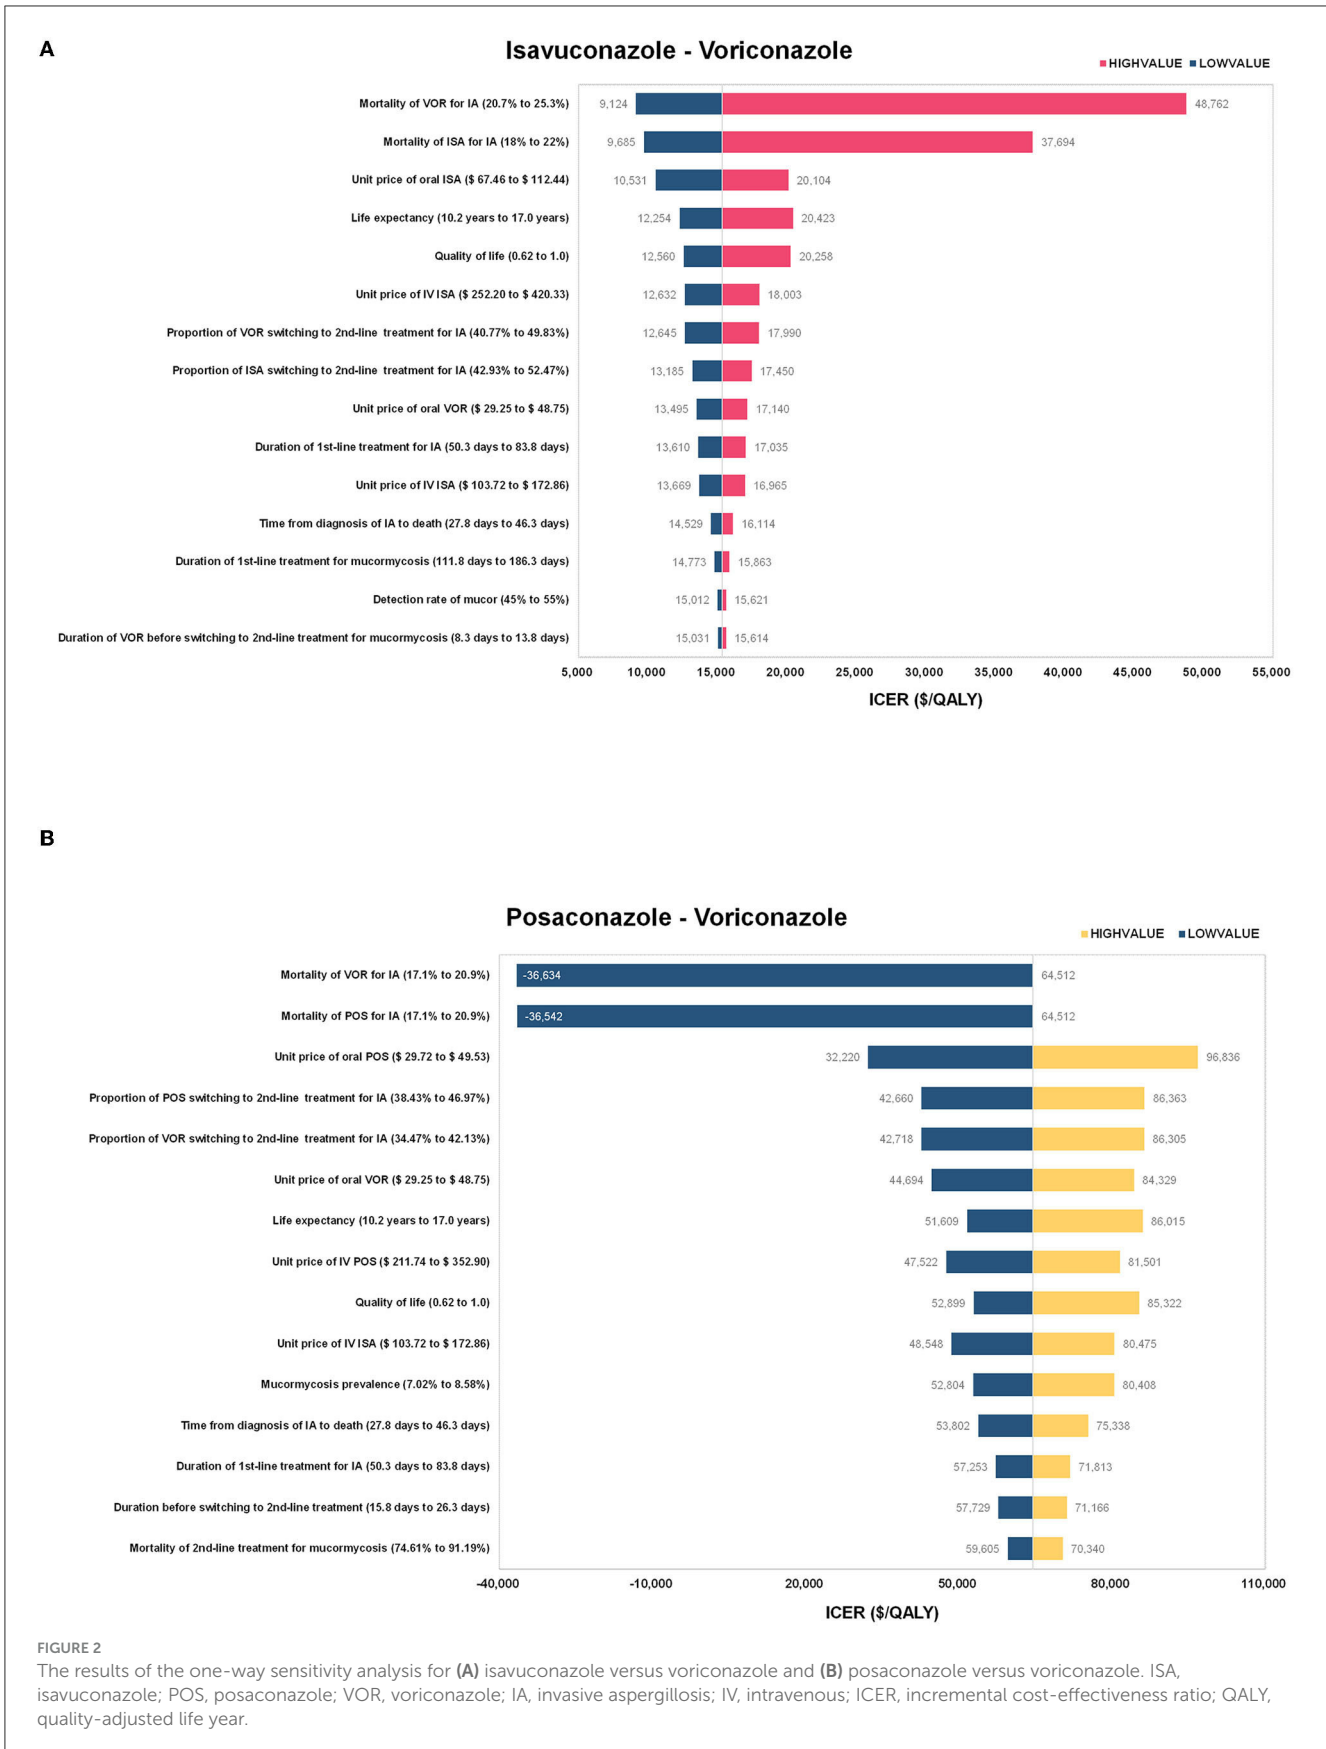 A
Isavuconazole - Voriconazole
HIGHVALUE LOWVALUE
Mortality of VOR for IA (20.7% to 25.3%) 9,124 48,762
Mortality of ISA for IA (18% to 22%) 9,685 37,694
Unit price of oral ISA ($ 67.46 to $ 112.44) 10,531 20,104
Life expectancy (10.2 years to 17.0 years) 12,254 20,423
Quality of life (0.62 to 1.0) 12,560 20,258
Unit price of IV ISA ($ 252.20 to $ 420.33) 12,632 18,003
Proportion of VOR switching to 2nd-line treatment for IA (40.77% to 49.83%) 12,645 17,990
Proportion of ISA switching to 2nd-line treatment for IA (42.93% to 52.47%) 13,185 17,450
Unit price of oral VOR ($ 29.25 to $ 48.75) 13,495 17,140
Duration of 1st-line treatment for IA (50.3 days to 83.8 days) 13,610 17,035
Unit price of IV ISA ($ 103.72 to $ 172.86) 13,669 16,965
Time from diagnosis of IA to death (27.8 days to 46.3 days) 14,529 16,114
Duration of 1st-line treatment for mucormycosis (111.8 days to 186.3 days) 14,773 15,863
Detection rate of mucor (45% to 55%) 15,012 15,621
Duration of VOR before switching to 2nd-line treatment for mucormycosis (8.3 days to 13.8 days) 15,031 15,614
5,000 10,000 15,000 20,000 25,000 30,000 35,000 40,000 45,000 50,000 55,000
ICER ($/QALY)
B
Posaconazole - Voriconazole
HIGHVALUE LOWVALUE
Mortality of VOR for IA (17.1% to 20.9%) -36,634 64,512
Mortality of POS for IA (17.1% to 20.9%) -36,542 64,512
Unit price of oral POS ($ 29.72 to $ 49.53) 32,220 96,836
Proportion of POS switching to 2nd-line treatment for IA (38.43% to 46.97%) 42,660 86,363
Proportion of VOR switching to 2nd-line treatment for IA (34.47% to 42.13%) 42,718 86,305
Unit price of oral VOR ($ 29.25 to $ 48.75) 44,694 84,329
Life expectancy (10.2 years to 17.0 years) 51,609 86,015
Unit price of IV POS ($ 211.74 to $ 352.90) 47,522 81,501
Quality of life (0.62 to 1.0) 52,899 85,322
Unit price of IV ISA ($ 103.72 to $ 172.86) 48,548 80,475
Mucormycosis prevalence (7.02% to 8.58%) 52,804 80,408
Time from diagnosis of IA to death (27.8 days to 46.3 days) 53,802 75,338
Duration of 1st-line treatment for IA (50.3 days to 83.8 days) 57,253 71,813
Duration before switching to 2nd-line treatment (15.8 days to 26.3 days) 57,729 71,166
Mortality of 2nd-line treatment for mucormycosis (74.61% to 91.19%) 59,605 70,340
-40,000 -10,000 20,000 50,000 80,000 110,000
ICER ($/QALY)
FIGURE 2
The results of the one-way sensitivity analysis for (A) isavuconazole versus voriconazole and (B) posaconazole versus voriconazole. ISA,
isavuconazole; POS, posaconazole; VOR, voriconazole; IA, invasive aspergillosis; IV, intravenous; ICER, incremental cost-effectiveness ratio; QALY,
quality-adjusted life year.